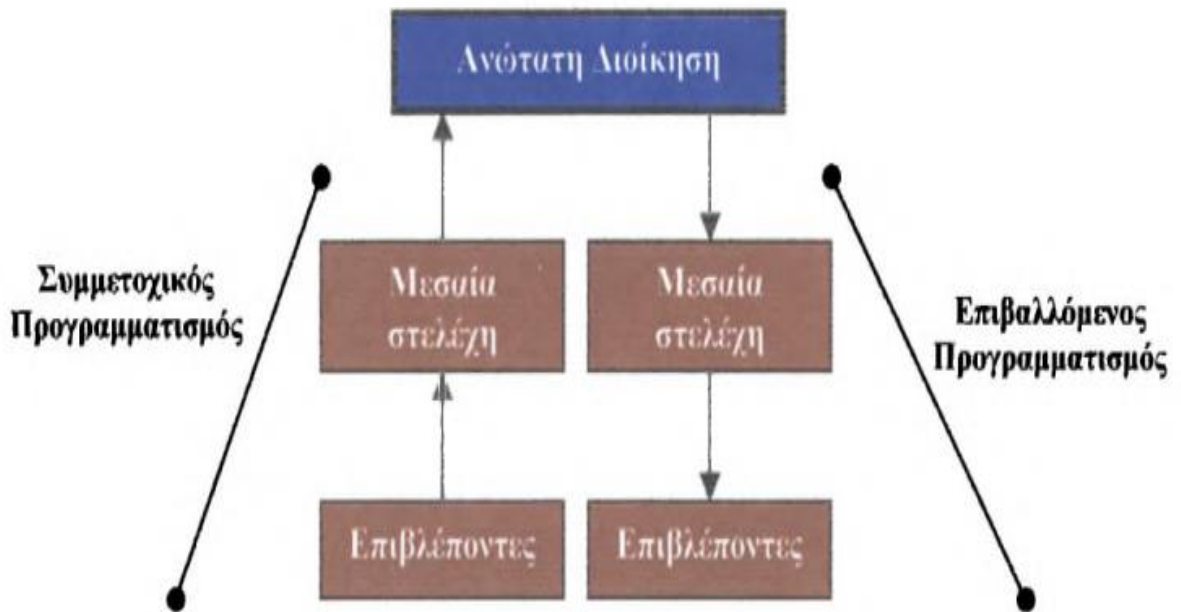 Ανώτατη Διοίκηση
Συμμετοχικός
Προγραμματισμός
Μεσαία
στελέχη
Μεσαία
στελέχη
Επιβαλλόμενος
Προγραμματισμός
Επιβλέποντες
Επιβλέποντες